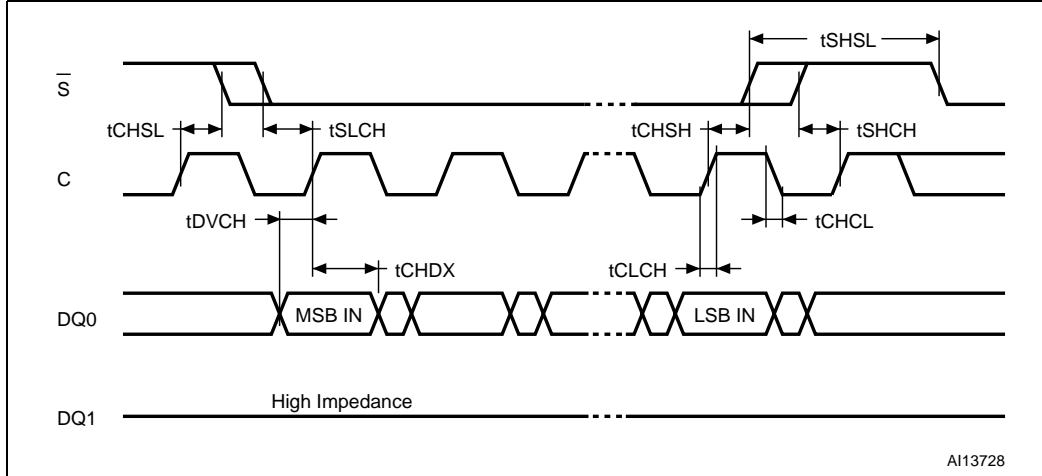 tSHSL
S̅
tCHSL
tSLCH
tCHSH
tSHCH
C
tDVCH
tCHCL
tCHDX
tCLCH
DQ0
MSB IN
LSB IN
High Impedance
DQ1
AI13728